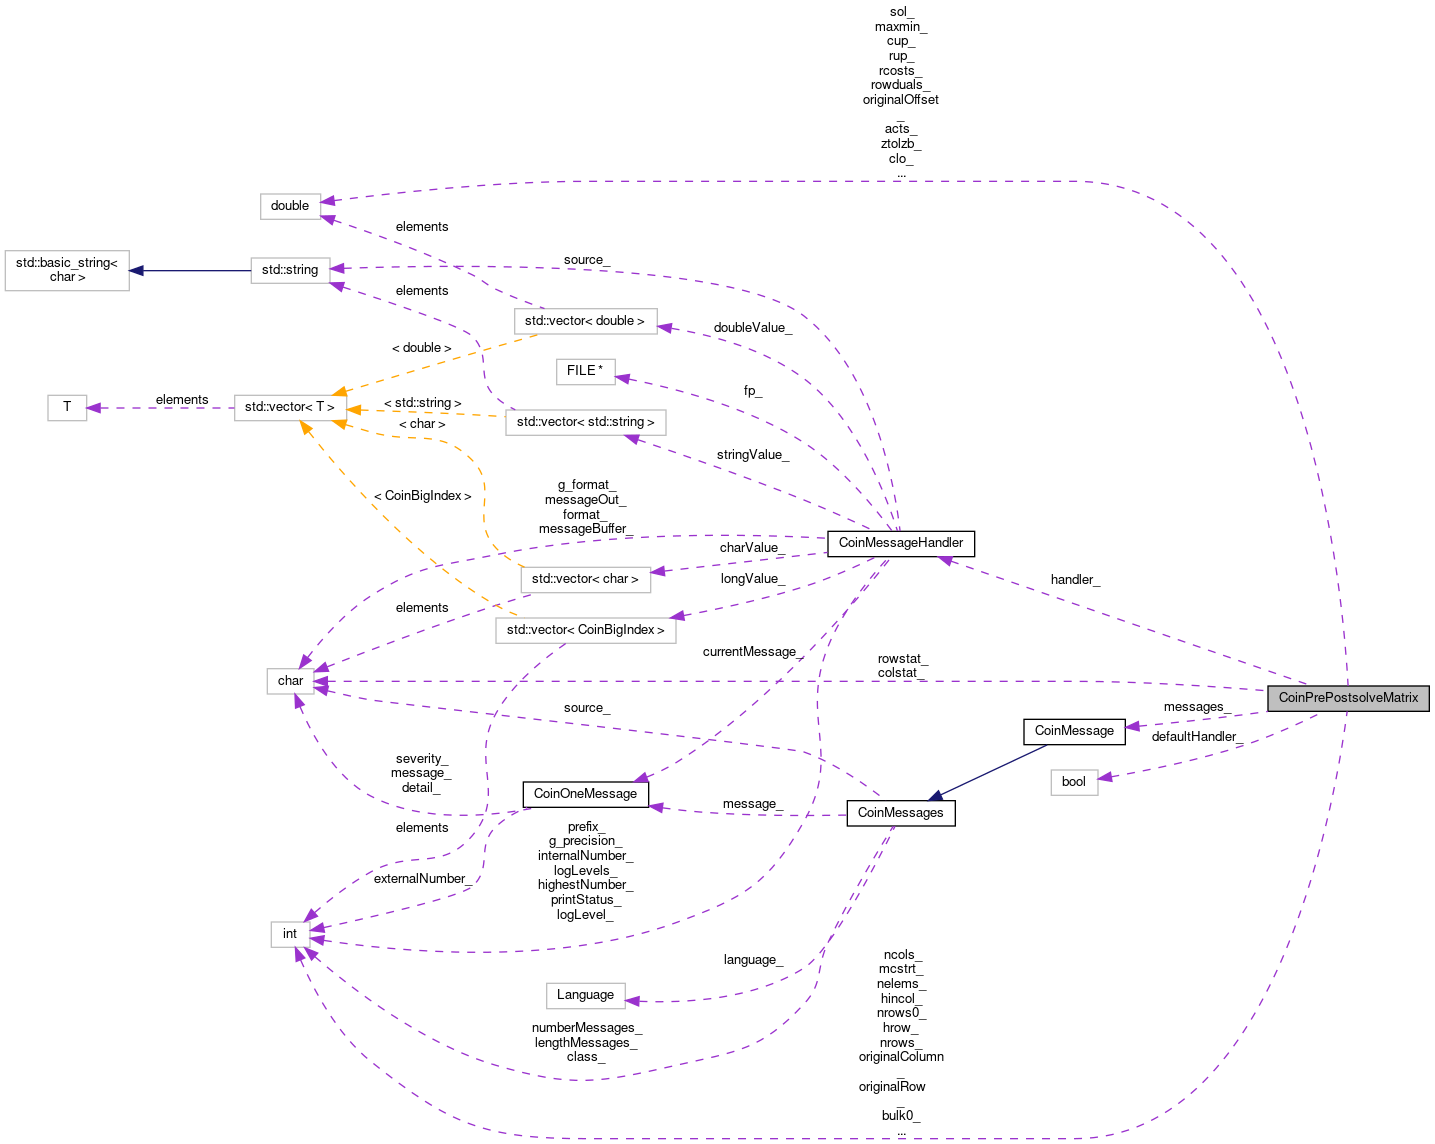 sol_
maxmin_
cup_
rup_
rcosts_
rowduals_
originalOffset
_
acts_
ztolzb_
clo_
...
double
elements
std::basic_string<
char >
std::string
source_
elements
std::vector< double >
doubleValue_
< double >
FILE *
fp_
T
elements
std::vector< T >
< std::string >
< char >
std::vector< std::string >
stringValue_
< CoinBigIndex >
g_format_
messageOut_
format_
messageBuffer_
CoinMessageHandler
charValue_
std::vector< char >
longValue_
handler_
elements
std::vector< CoinBigIndex >
currentMessage_
rowstat_
colstat_
char
CoinPrePostsolveMatrix
source_
messages_
CoinMessage
defaultHandler_
severity_
message_
detail_
bool
CoinOneMessage
message_
CoinMessages
elements
prefix_
g_precision_
internalNumber_
logLevels_
highestNumber_
printStatus_
logLevel_
externalNumber_
int
language_
Language
numberMessages_
lengthMessages_
class_
ncols_
mcstrt_
nelems_
hincol_
nrows0_
hrow_
nrows_
originalColumn
_
originalRow
_
bulk0_
...